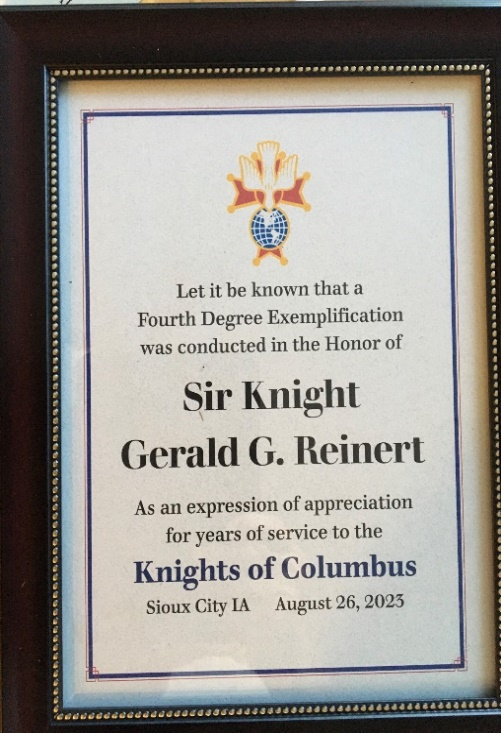 Let it be known that a
Fourth Degree Exemplification
was conducted in the Honor of
Sir Knight
Gerald G. Reinert
As an expression of appreciation
for years of service to the
Knights of Columbus
Sioux City IA August 26, 2023